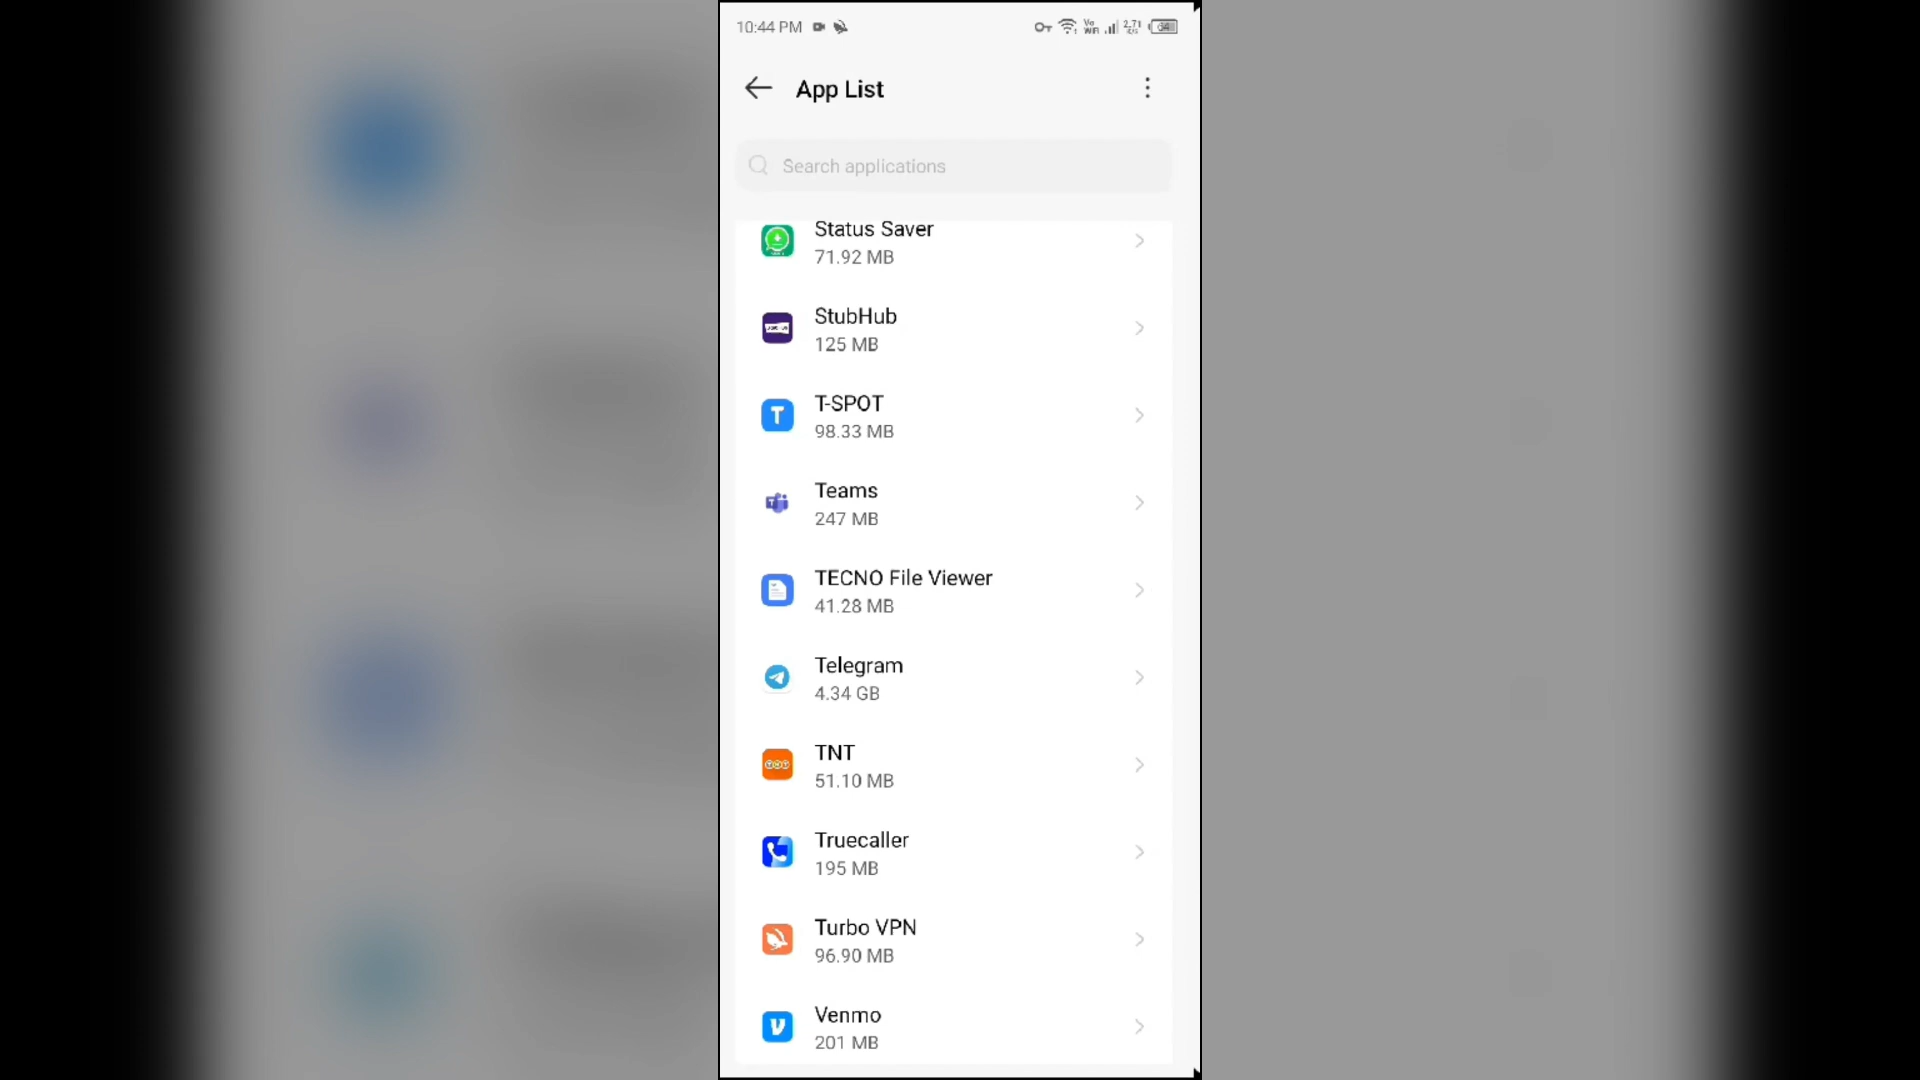 10:44 PM
App List
Search applications
Status Saver
71.92 MB
StubHub
125 MB
T-SPOT
98.33 MB
Teams
247 MB
TECNO File Viewer
41.28 MB
Telegram
4.34 GB
TNT
51.10 MB
Truecaller
195 MB
Turbo VPN
96.90 MB
Venmo
201 MB